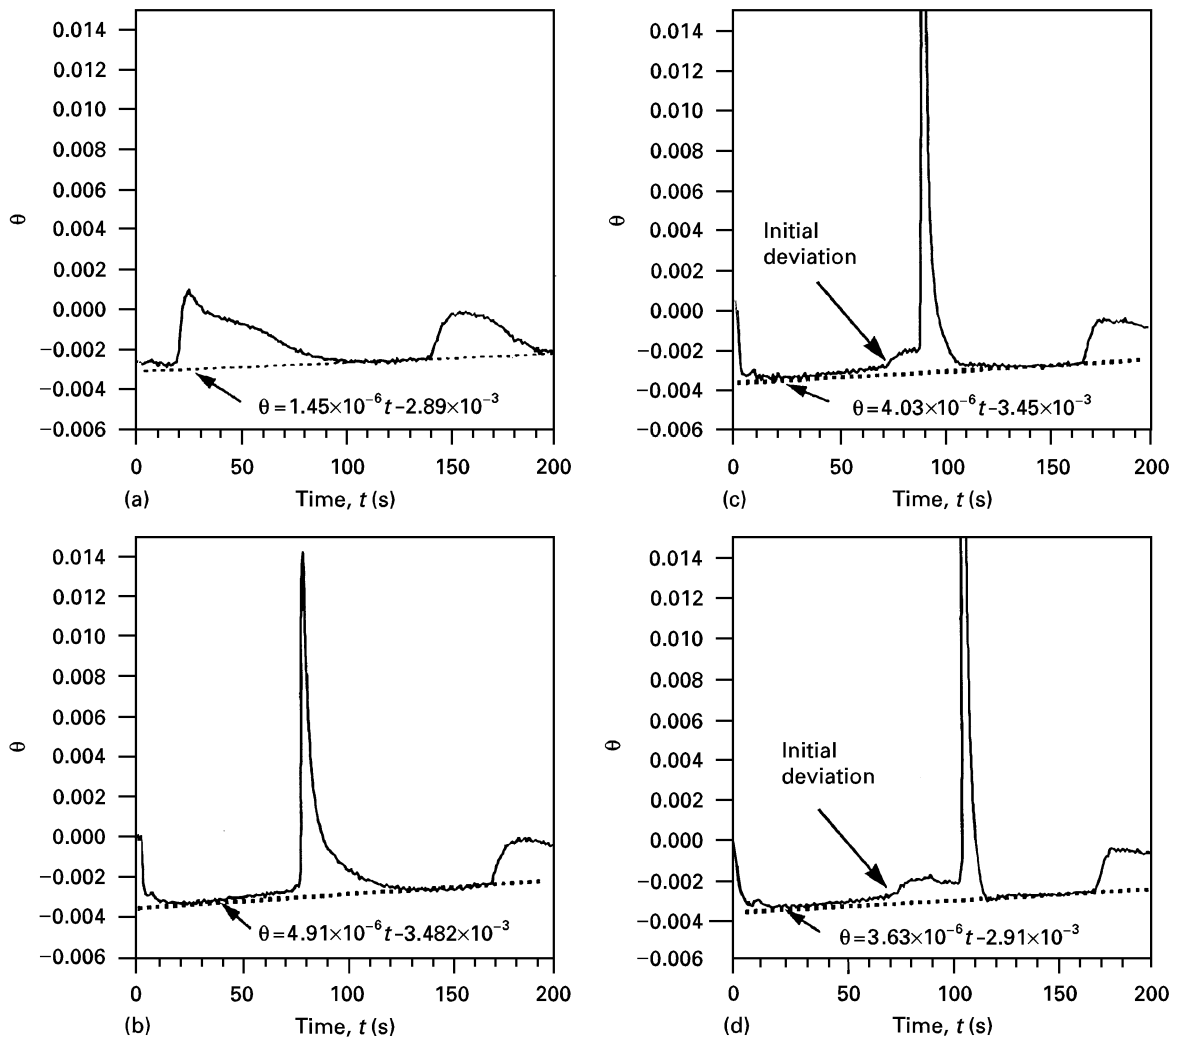 0.014
0.012
0.010
0.008
0.006
0.004
0.002
0.000
−0.002
−0.004
−0.006
θ
θ=1.45×10⁻⁶t−2.89×10⁻³
0 50 100 150 200
(a) Time, t (s)
0.014
0.012
0.010
0.008
0.006
0.004
0.002
0.000
−0.002
−0.004
−0.006
θ
Initial
deviation
θ=4.03×10⁻⁶t−3.45×10⁻³
0 50 100 150 200
(c) Time, t (s)
0.014
0.012
0.010
0.008
0.006
0.004
0.002
0.000
−0.002
−0.004
−0.006
θ
θ=4.91×10⁻⁶t−3.482×10⁻³
0 50 100 150 200
(b) Time, t (s)
0.014
0.012
0.010
0.008
0.006
0.004
0.002
0.000
−0.002
−0.004
−0.006
θ
Initial
deviation
θ=3.63×10⁻⁶t−2.91×10⁻³
0 50 100 150 200
(d) Time, t (s)